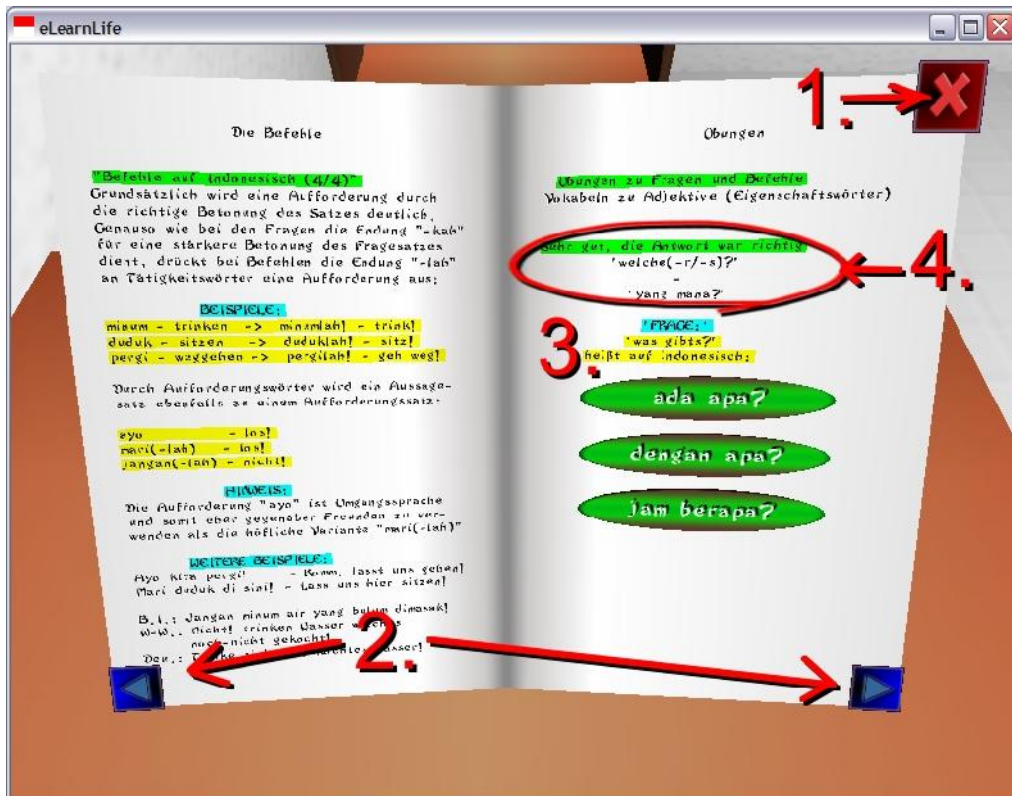 eLearnLife
1.
Die Befehle
"Befehle auf Indonesisch (4/4)"
Grundsätzlich wird eine Aufforderung durch
die richtige Betonung des Satzes deutlich.
Genauso wie bei den Fragen die Endung "-kah"
für eine stärkere Betonung des Fragesatzes
dient, drückt bei Befehlen die Endung "-lah"
an Tätigkeitswörter eine Aufforderung aus:
BEISPIELE:
minum - trinken -> minumlah! - trink!
duduk - sitzen -> duduklah! - sitz!
pergi - weggehen -> pergilah! - geh weg!
Durch Aufforderungswörter wird ein Aussage-
satz ebenfalls zu einem Aufforderungssatz:
ayo - los!
mari(-lah) - los!
jangan(-lah) - nicht!
HINWEIS:
Die Aufforderung "ayo" ist Umgangssprache
und somit eher gegenüber Freunden zu ver-
wenden als die höfliche Variante "mari(-lah)"
WEITERE BEISPIELE:
Ayo kita pergi! - Komm, lasst uns gehen!
Mari duduk di sini! - Lass uns hier sitzen!
B.I.: Jangan minum air yang belum dimasak!
W-W.: Nicht! trinken Wasser
noch-nicht gekocht!
Deu.:
2.
Übungen
Übungen zu Fragen und Befehle
Vokabeln zu Adjektive (Eigenschaftswörter)
Sehr gut, die Antwort war richtig
'welche(-r/-s)?'
-
'yang mana?'
4.
'FRAGE:'
3.
'was gibts?'
heißt auf indonesisch:
ada apa?
dengan apa?
jam berapa?